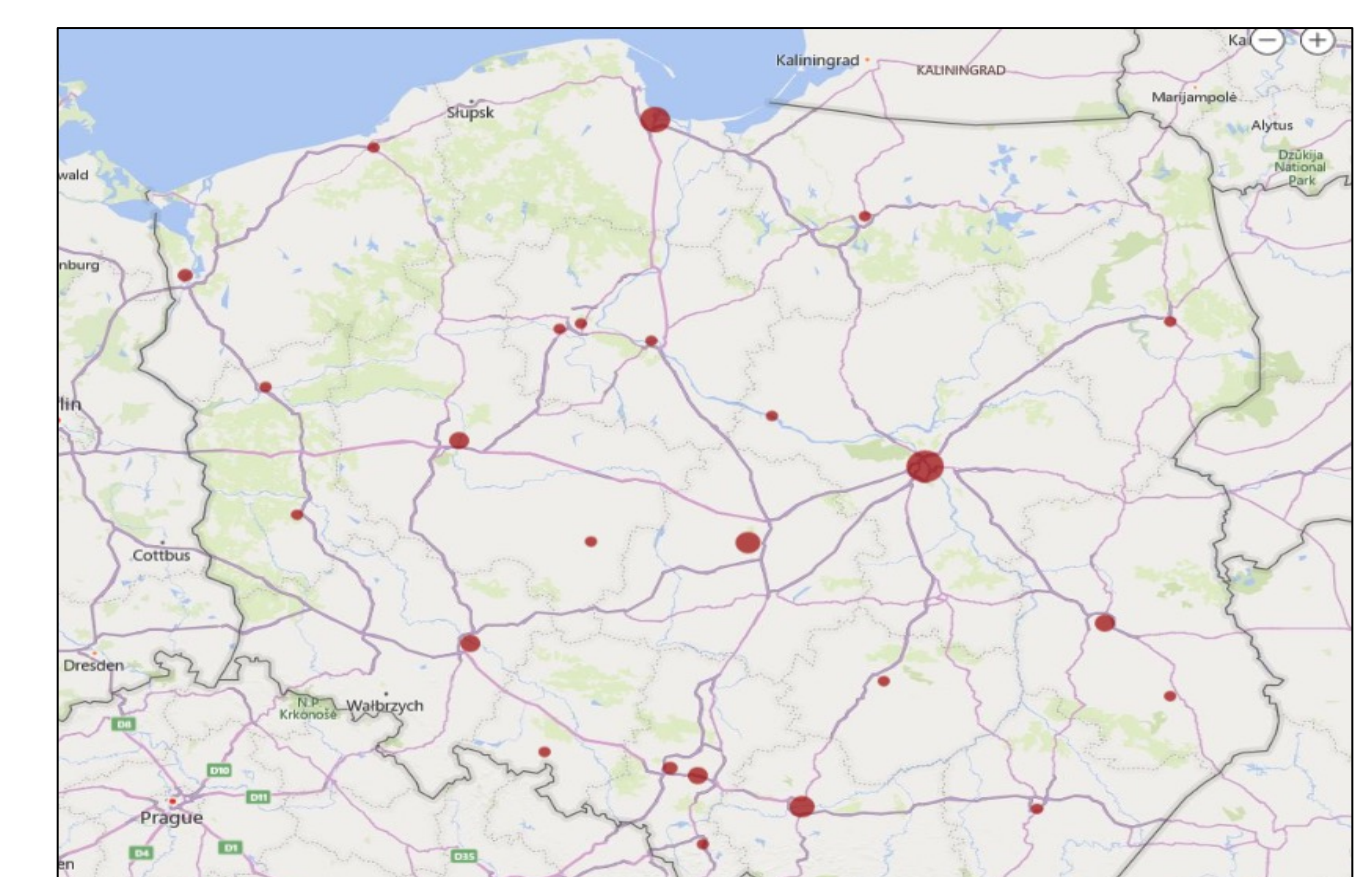 Ka
Kaliningrad
KALININGRAD
Marijampolė
Słupsk
Alytus
Dzūkija
National
Park
wald
nburg
lin
Cottbus
Dresden
N.P.
Krkonošě
Wałbrzych
D8
D10
D11
Prague
D4
D1
D35
en